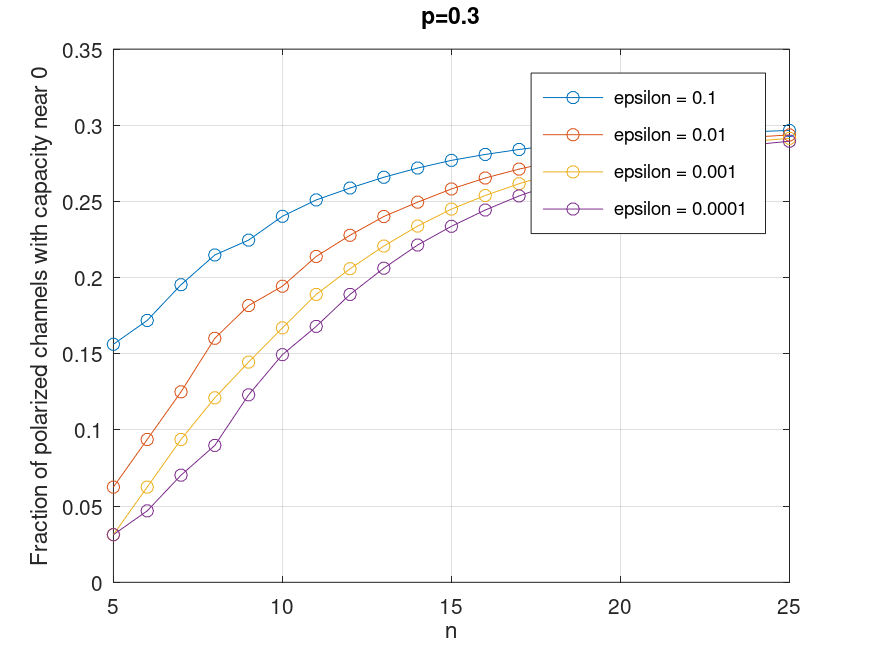 p=0.3
Fraction of polarized channels with capacity near 0
0.35
0.3
0.25
0.2
0.15
0.1
0.05
0
epsilon = 0.1
epsilon = 0.01
epsilon = 0.001
epsilon = 0.0001
5 10 15 20 25
n